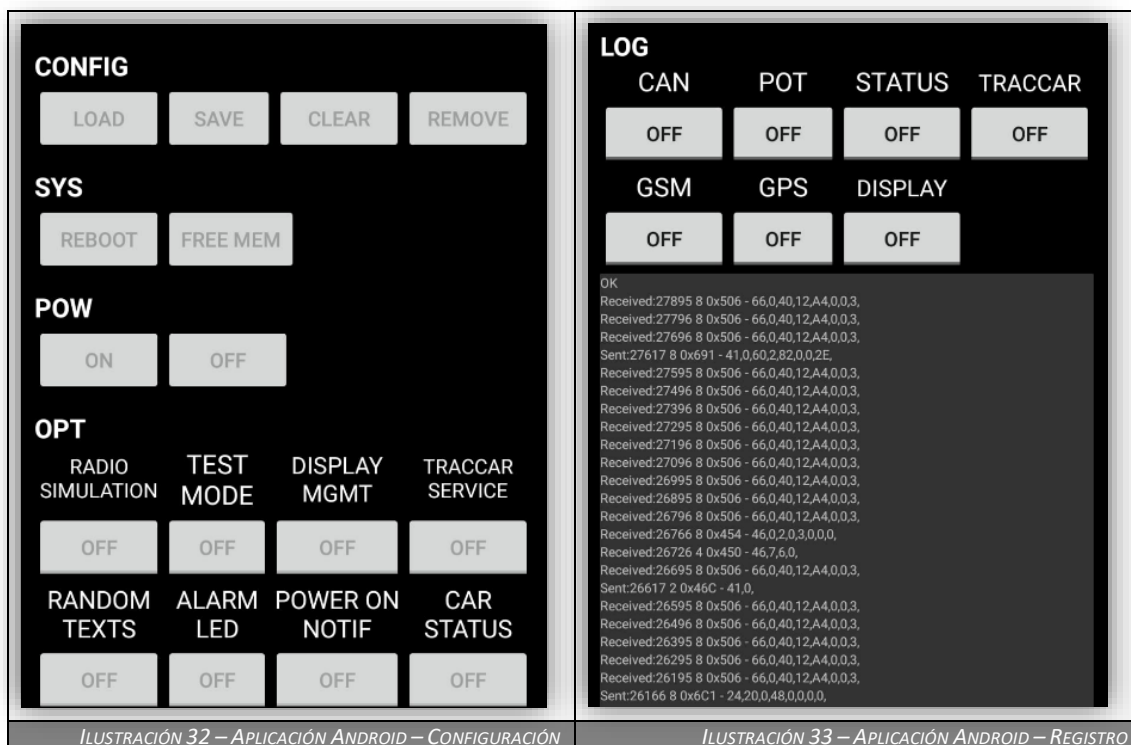 CONFIG
LOAD SAVE CLEAR REMOVE
SYS
REBOOT FREE MEM
POW
ON OFF
OPT
RADIO SIMULATION TEST MODE DISPLAY MGMT TRACCAR SERVICE
OFF OFF OFF OFF
RANDOM TEXTS ALARM LED POWER ON NOTIF CAR STATUS
OFF OFF OFF OFF
ILUSTRACIÓN 32 – APLICACIÓN ANDROID – CONFIGURACIÓN
LOG
CAN POT STATUS TRACCAR
OFF OFF OFF OFF
GSM GPS DISPLAY
OFF OFF OFF
OK
Received:27895 8 0x506 - 66,0,40,12,A4,0,0,3,
Received:27796 8 0x506 - 66,0,40,12,A4,0,0,3,
Received:27696 8 0x506 - 66,0,40,12,A4,0,0,3,
Sent:27617 8 0x691 - 41,0,60,2,82,0,0,2E,
Received:27595 8 0x506 - 66,0,40,12,A4,0,0,3,
Received:27496 8 0x506 - 66,0,40,12,A4,0,0,3,
Received:27396 8 0x506 - 66,0,40,12,A4,0,0,3,
Received:27295 8 0x506 - 66,0,40,12,A4,0,0,3,
Received:27196 8 0x506 - 66,0,40,12,A4,0,0,3,
Received:27096 8 0x506 - 66,0,40,12,A4,0,0,3,
Received:26995 8 0x506 - 66,0,40,12,A4,0,0,3,
Received:26895 8 0x506 - 66,0,40,12,A4,0,0,3,
Received:26796 8 0x506 - 66,0,40,12,A4,0,0,3,
Received:26766 8 0x454 - 46,0,2,0,3,0,0,0,
Received:26726 4 0x450 - 46,7,6,0,
Received:26695 8 0x506 - 66,0,40,12,A4,0,0,3,
Sent:26617 2 0x46C - 41,0,
Received:26595 8 0x506 - 66,0,40,12,A4,0,0,3,
Received:26496 8 0x506 - 66,0,40,12,A4,0,0,3,
Received:26395 8 0x506 - 66,0,40,12,A4,0,0,3,
Received:26295 8 0x506 - 66,0,40,12,A4,0,0,3,
Received:26195 8 0x506 - 66,0,40,12,A4,0,0,3,
Sent:26166 8 0x6C1 - 24,20,0,48,0,0,0,0,
ILUSTRACIÓN 33 – APLICACIÓN ANDROID – REGISTRO